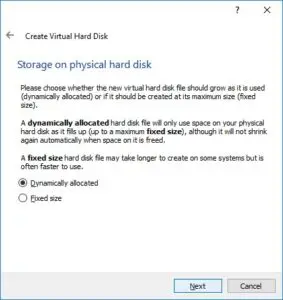 ?
Create Virtual Hard Disk
Storage on physical hard disk
Please choose whether the new virtual hard disk file should grow as it is used
(dynamically allocated) or if it should be created at its maximum size (fixed
size).
A dynamically allocated hard disk file will only use space on your physical
hard disk as it fills up (up to a maximum fixed size), although it will not shrink
again automatically when space on it is freed.
A fixed size hard disk file may take longer to create on some systems but is
often faster to use.
Dynamically allocated
Fixed size
Next Cancel